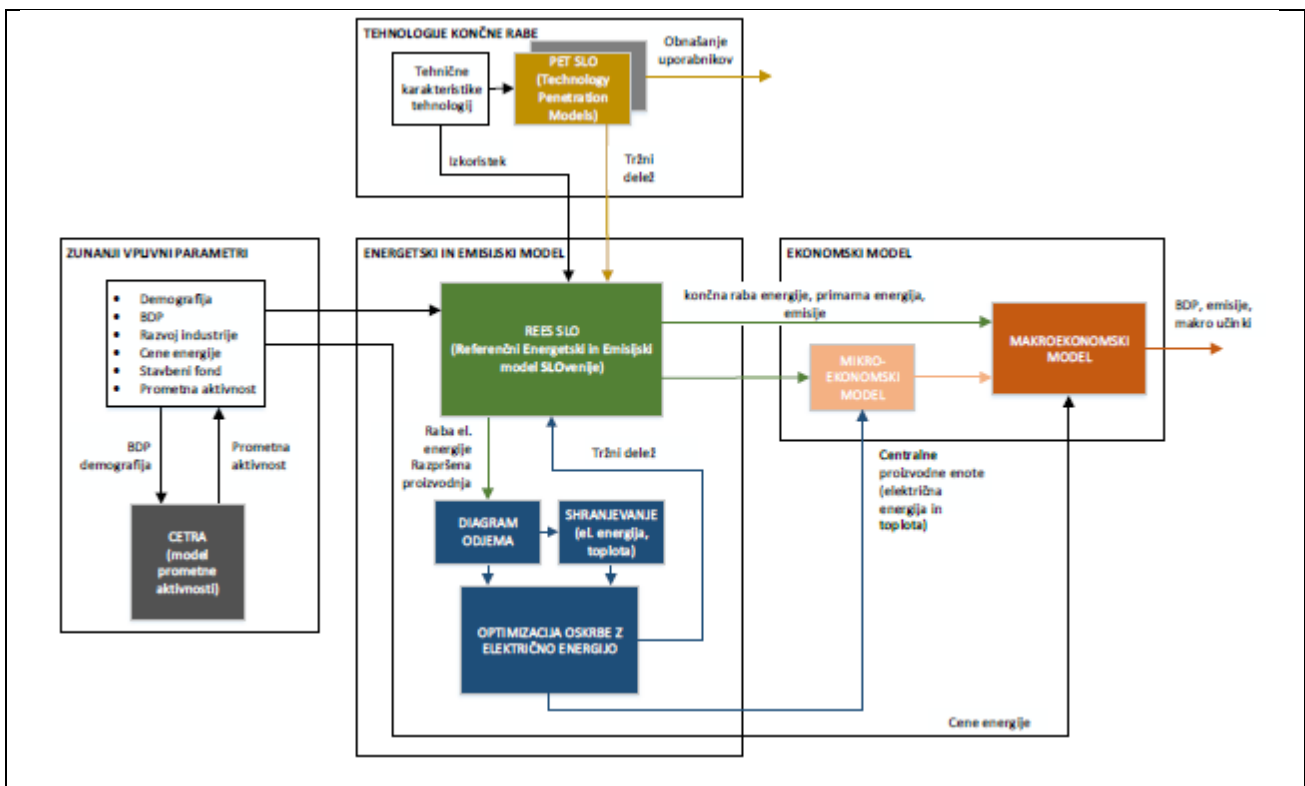 TEHNOLOGIJE KONČNE RABE
Tehnične
karakteristike
tehnologij
PET SLO
(Technology
Penetration
Models)
Obnašanje
uporabnikov
Izkoristek
Tržni
delež
ZUNANJI VPLIVNI PARAMETRI
• Demografija
• BDP
• Razvoj industrije
• Cene energije
• Stavbeni fond
• Prometna aktivnost
BDP
demografija
Prometna
aktivnost
CETRA
(model
prometne
aktivnosti)
ENERGETSKI IN EMISIJSKI MODEL
REES SLO
(Referenčni Energetski in Emisijski
model SLOvenije)
Raba el.
energije
Razpršena
proizvodnja
Tržni delež
DIAGRAM
ODJEMA
SHRANJEVANJE
(el. energija,
toplota)
OPTIMIZACIJA OSKRBE Z
ELEKTRIČNO ENERGIJO
EKONOMSKI MODEL
končna raba energije, primarna energija,
emisije
MIKRO-
EKONOMSKI
MODEL
MAKROEKONOMSKI
MODEL
BDP, emisije,
makro učinki
Centralne
proizvodne enote
(električna
energija in
toplota)
Cene energije